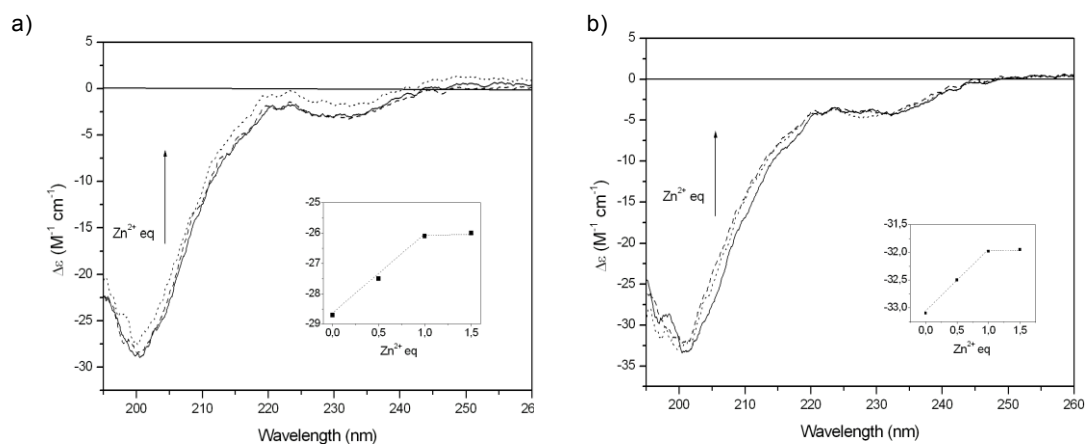 a)
5
0
-5
-10
-15
-20
-25
-30
Δε (M⁻¹ cm⁻¹)
Zn²⁺ eq
-25
-26
-27
-28
-29
0,0 0,5 1,0 1,5
Zn²⁺ eq
200 210 220 230 240 250 260
Wavelength (nm)
b)
5
0
-5
-10
-15
-20
-25
-30
-35
Δε (M⁻¹ cm⁻¹)
Zn²⁺ eq
-31,5
-32,0
-32,5
-33,0
0,0 0,5 1,0 1,5
Zn²⁺ eq
200 210 220 230 240 250 260
Wavelength (nm)